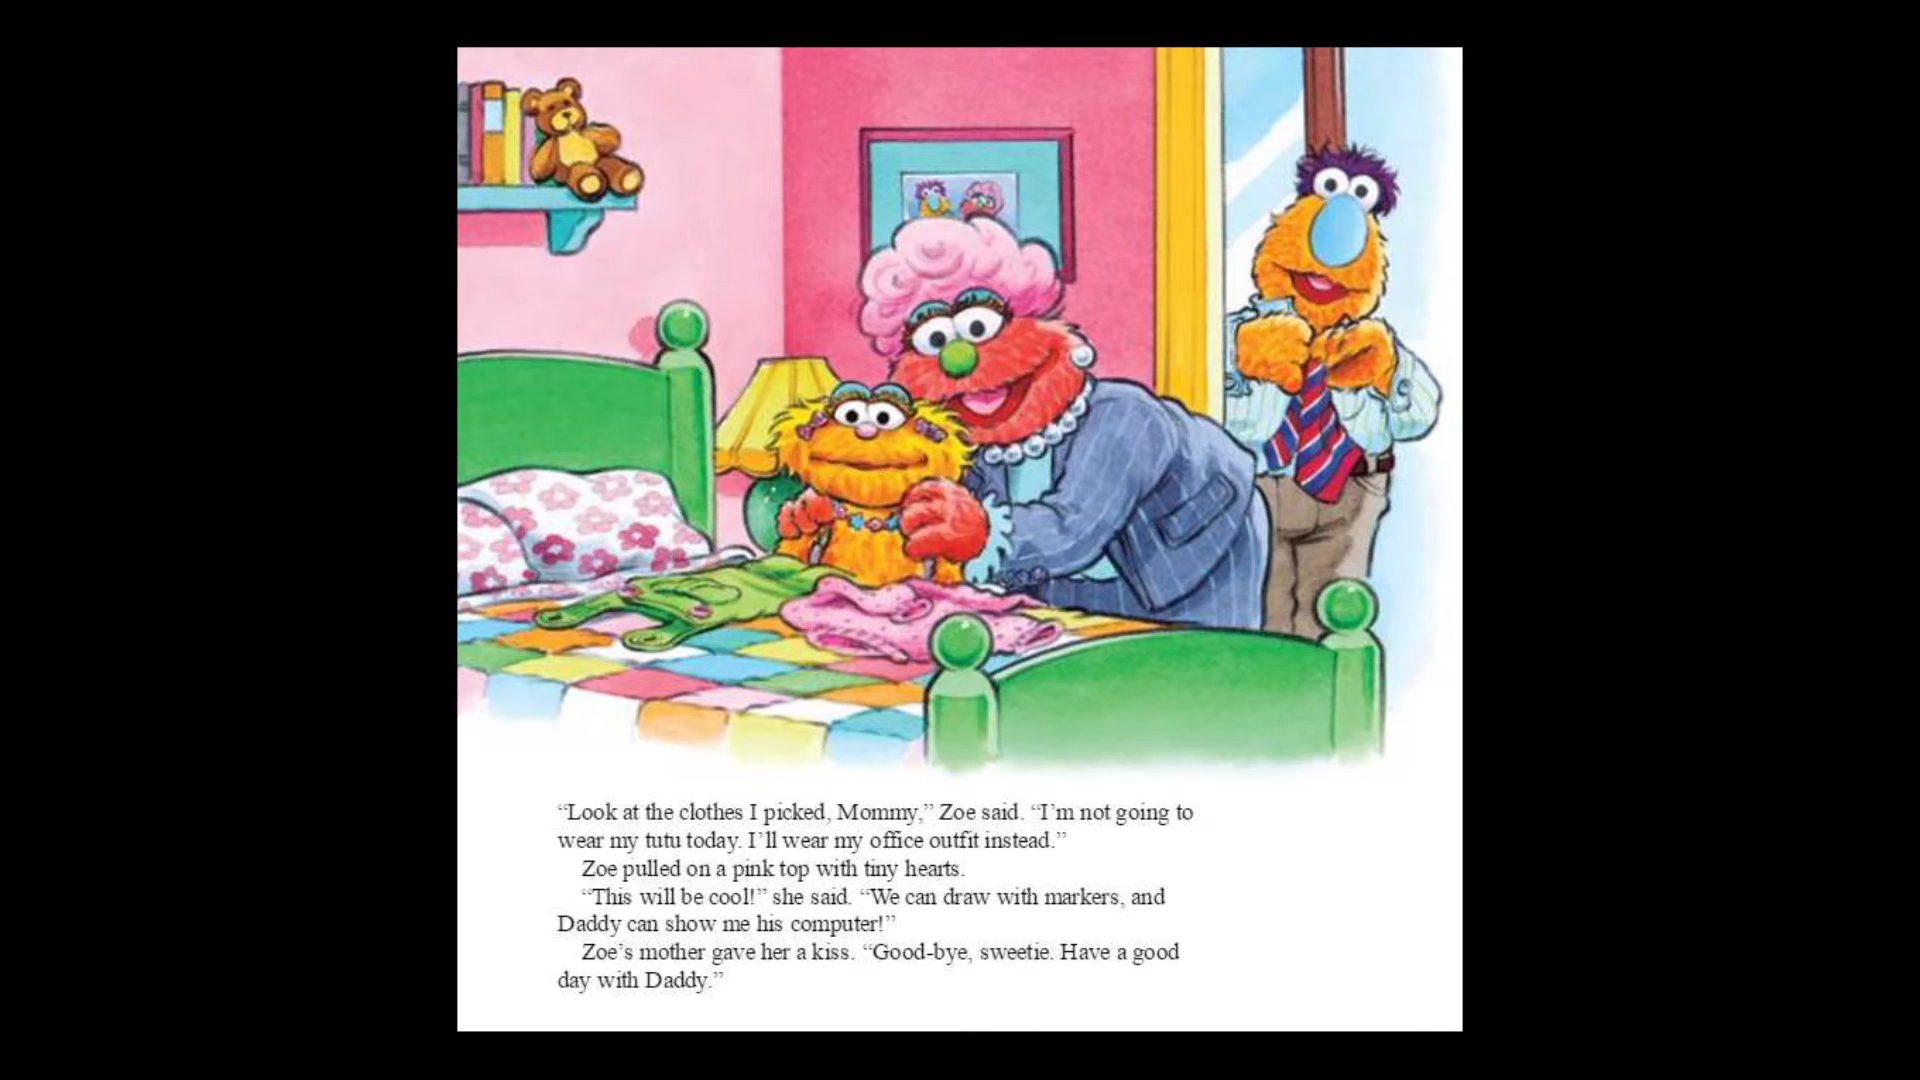 “Look at the clothes I picked, Mommy,” Zoe said. “I’m not going to
wear my tutu today. I’ll wear my office outfit instead.”
Zoe pulled on a pink top with tiny hearts.
“This will be cool!” she said. “We can draw with markers, and
Daddy can show me his computer!”
Zoe’s mother gave her a kiss. “Good-bye, sweetie. Have a good
day with Daddy.”